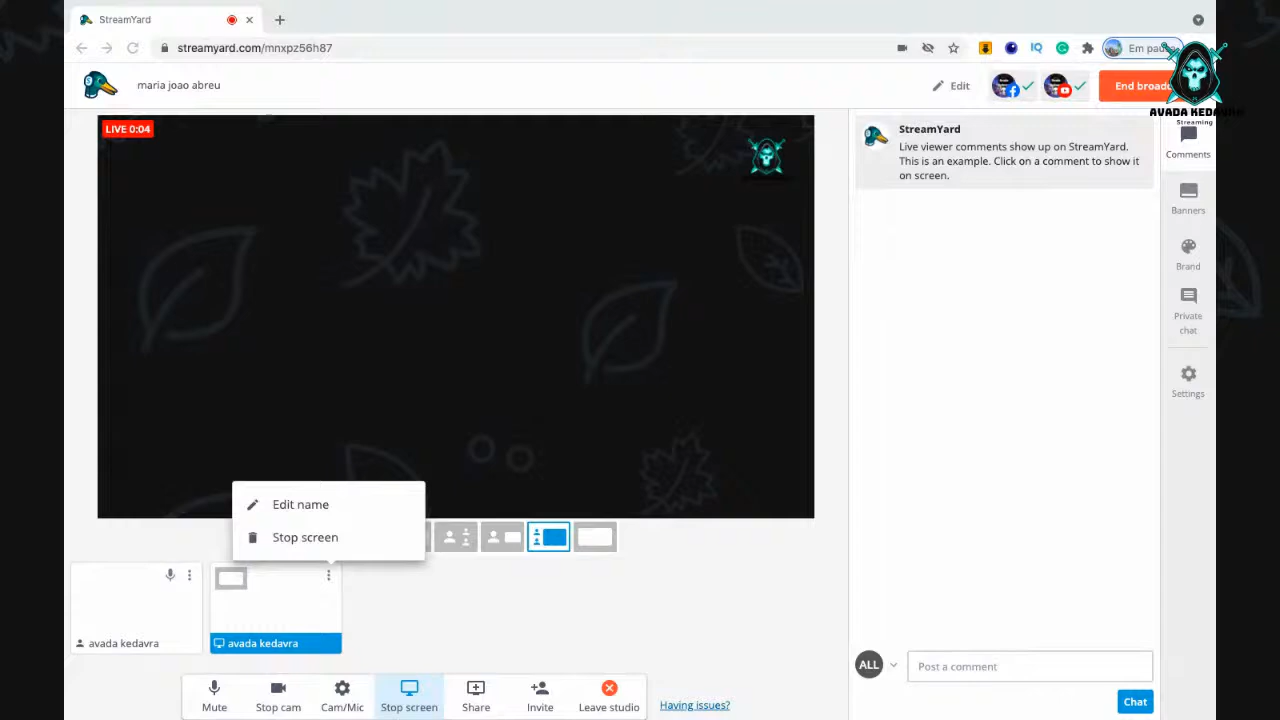 StreamYard
streamyard.com/mnxpz56h87
IQ
Em pau
maria joao abreu
Edit
End broadc
AVADA KEDAVRA
Streaming
LIVE 0:04
StreamYard
Live viewer comments show up on StreamYard.
This is an example. Click on a comment to show it
on screen.
Comments
Banners
Brand
Private
chat
Settings
Edit name
Stop screen
avada kedavra
avada kedavra
ALL
Post a comment
Chat
Mute
Stop cam
Cam/Mic
Stop screen
Share
Invite
Leave studio
Having issues?